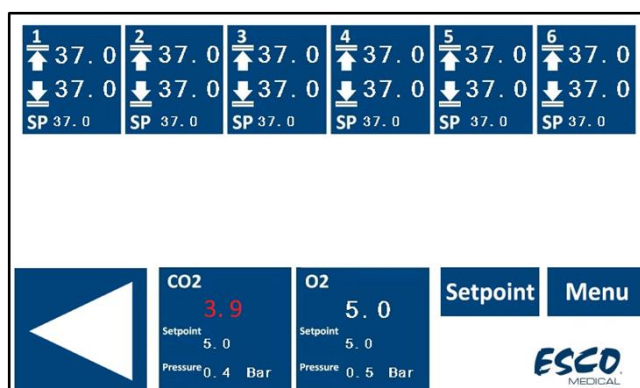 1 2 3 4 5 6
37.0 37.0 37.0 37.0 37.0 37.0
37.0 37.0 37.0 37.0 37.0 37.0
SP 37.0 SP 37.0 SP 37.0 SP 37.0 SP 37.0 SP 37.0
CO2
3.9
Setpoint
5.0
Pressure 0.4 Bar
O2
5.0
Setpoint
5.0
Pressure 0.5 Bar
Setpoint
Menu
ESCO
MEDICAL